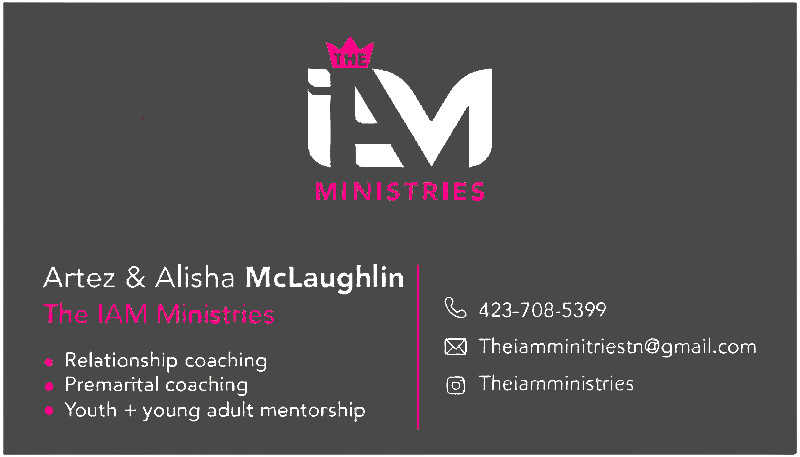 THE
iAM
MINISTRIES
Artez & Alisha McLaughlin
The IAM Ministries
Relationship coaching
Premarital coaching
Youth + young adult mentorship
423-708-5399
Theiamminitriestn@gmail.com
Theiamministries